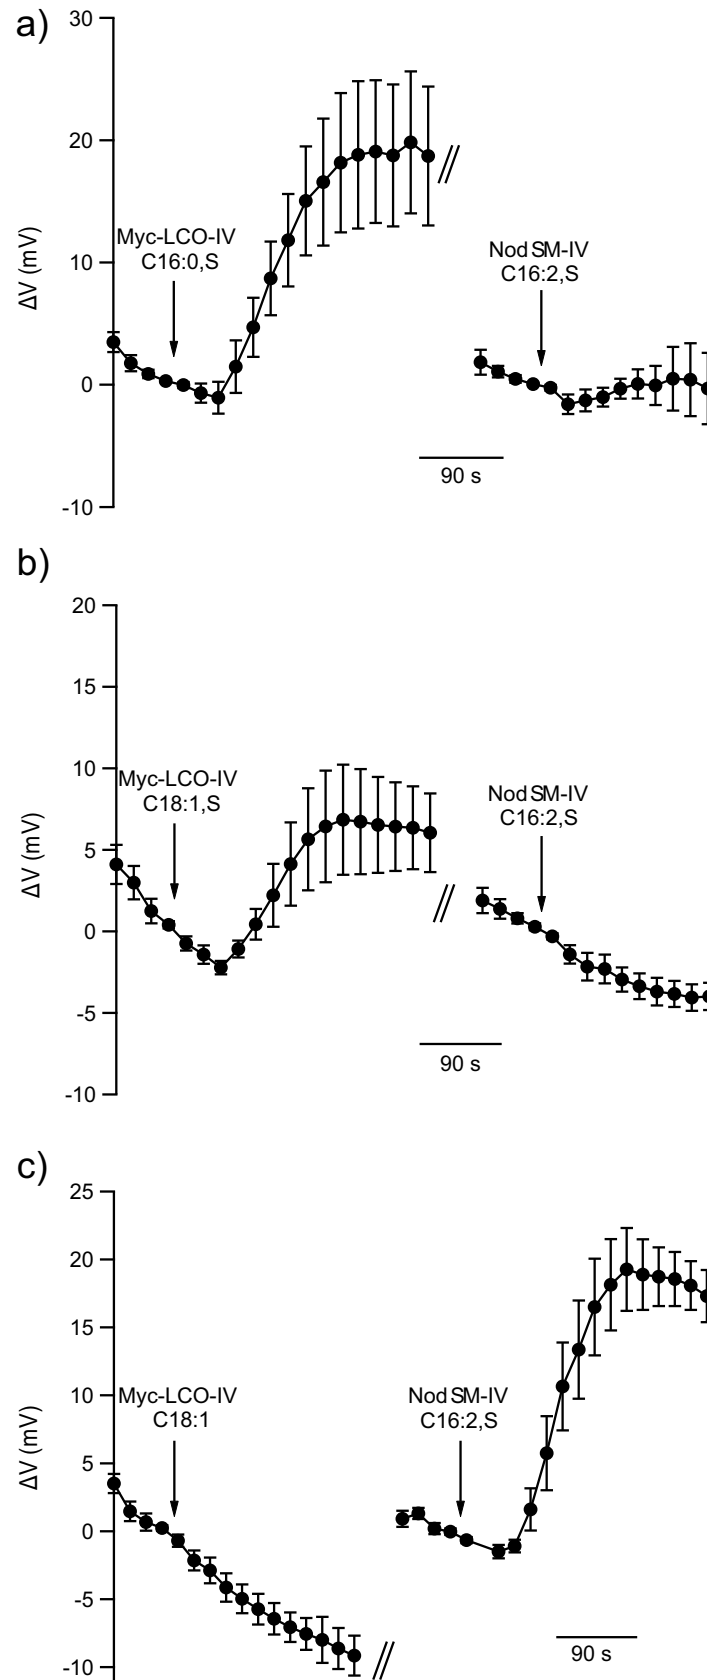 a)
30
20
10
0
-10
ΔV (mV)
Myc-LCO-IV
C16:0,S
//
Nod SM-IV
C16:2,S
90 s
b)
20
15
10
5
0
-5
-10
ΔV (mV)
Myc-LCO-IV
C18:1,S
//
Nod SM-IV
C16:2,S
90 s
c)
25
20
15
10
5
0
-5
-10
ΔV (mV)
Myc-LCO-IV
C18:1
//
Nod SM-IV
C16:2,S
90 s